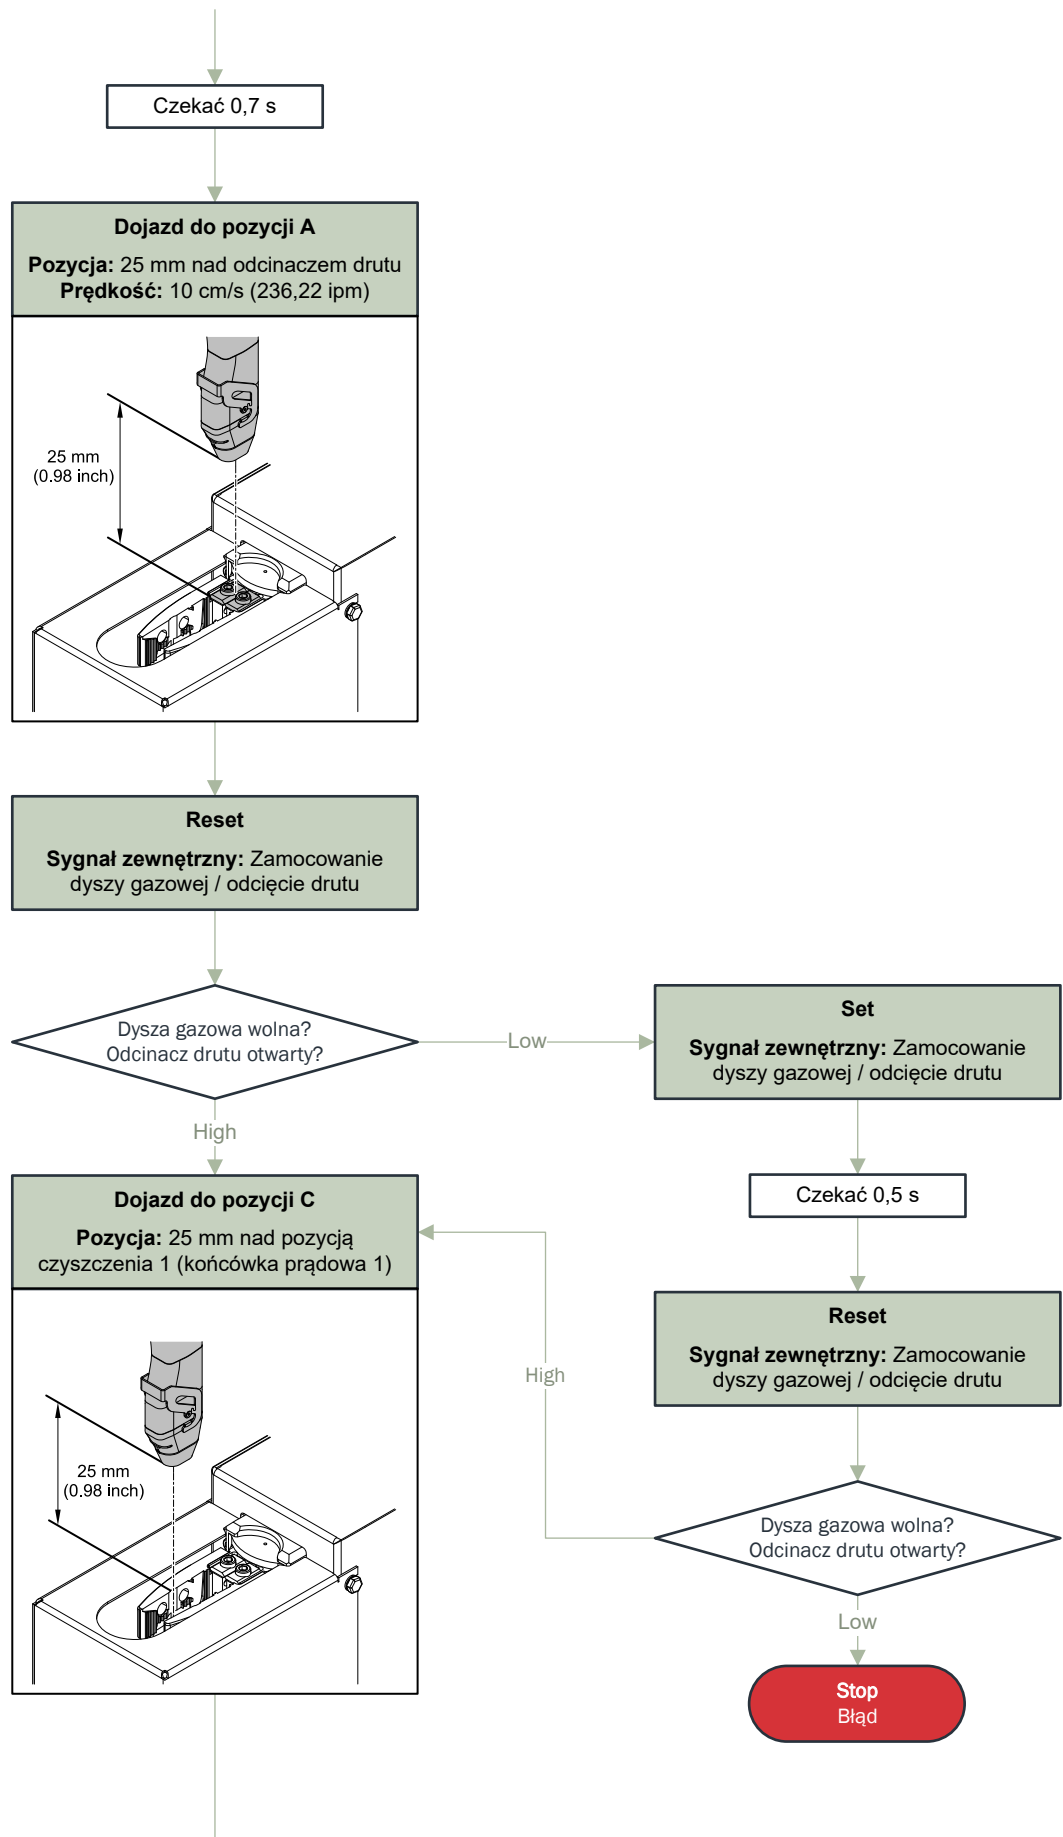 Czekać 0,7 s
Dojazd do pozycji A
Pozycja: 25 mm nad odcinaczem drutu
Prędkość: 10 cm/s (236,22 ipm)
25 mm
(0.98 inch)
Reset
Sygnał zewnętrzny: Zamocowanie
dyszy gazowej / odcięcie drutu
Dysza gazowa wolna?
Odcinacz drutu otwarty?
Low
Set
Sygnał zewnętrzny: Zamocowanie
dyszy gazowej / odcięcie drutu
High
Dojazd do pozycji C
Pozycja: 25 mm nad pozycją
czyszczenia 1 (końcówka prądowa 1)
25 mm
(0.98 inch)
Czekać 0,5 s
Reset
Sygnał zewnętrzny: Zamocowanie
dyszy gazowej / odcięcie drutu
High
Dysza gazowa wolna?
Odcinacz drutu otwarty?
Low
Stop
Błąd